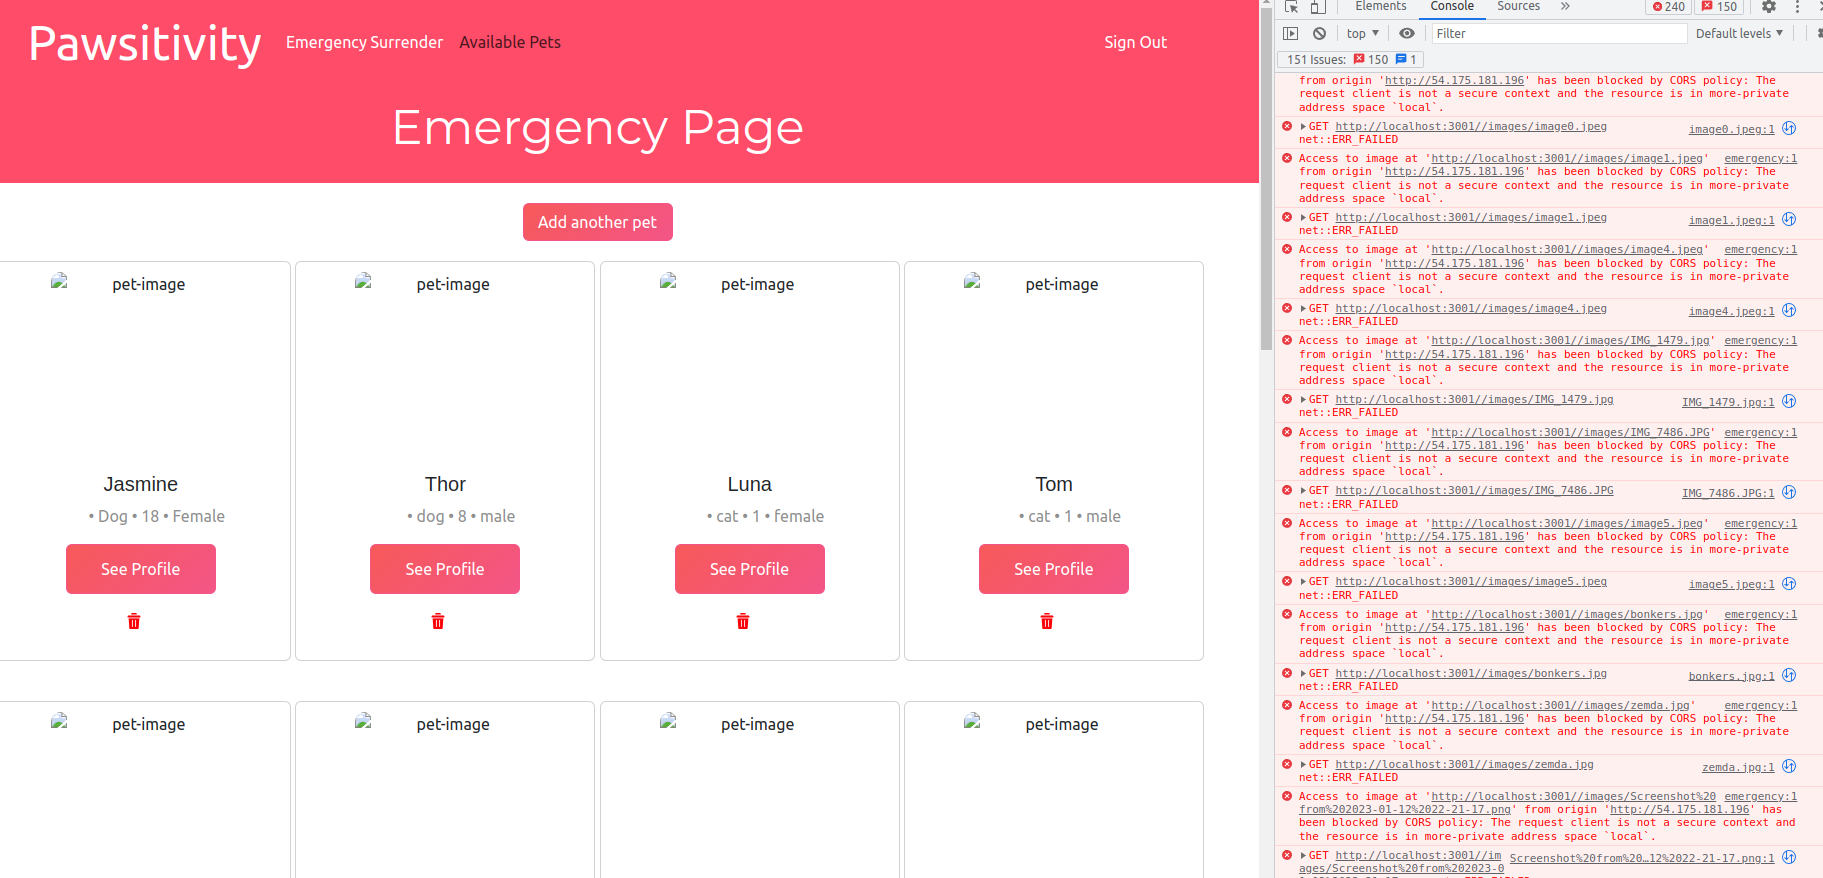 Pawsitivity
Emergency Surrender
Available Pets
Sign Out
Emergency Page
Add another pet
pet-image
pet-image
pet-image
pet-image
Jasmine
Thor
Luna
Tom
• Dog • 18 • Female
• dog • 8 • male
• cat • 1 • female
• cat • 1 • male
See Profile
See Profile
See Profile
See Profile
pet-image
pet-image
pet-image
pet-image
Elements Console Sources » 240 150
top Filter Default levels
151 Issues: 150 1
from origin 'http://54.175.181.196' has been blocked by CORS policy: The
request client is not a secure context and the resource is in more-private
address space `local`.
GET http://localhost:3001//images/image0.jpeg image0.jpeg:1
net::ERR_FAILED
Access to image at 'http://localhost:3001//images/image1.jpeg' emergency:1
from origin 'http://54.175.181.196' has been blocked by CORS policy: The
request client is not a secure context and the resource is in more-private
address space `local`.
GET http://localhost:3001//images/image1.jpeg image1.jpeg:1
net::ERR_FAILED
Access to image at 'http://localhost:3001//images/image4.jpeg' emergency:1
from origin 'http://54.175.181.196' has been blocked by CORS policy: The
request client is not a secure context and the resource is in more-private
address space `local`.
GET http://localhost:3001//images/image4.jpeg image4.jpeg:1
net::ERR_FAILED
Access to image at 'http://localhost:3001//images/IMG_1479.jpg' emergency:1
from origin 'http://54.175.181.196' has been blocked by CORS policy: The
request client is not a secure context and the resource is in more-private
address space `local`.
GET http://localhost:3001//images/IMG_1479.jpg IMG_1479.jpg:1
net::ERR_FAILED
Access to image at 'http://localhost:3001//images/IMG_7486.JPG' emergency:1
from origin 'http://54.175.181.196' has been blocked by CORS policy: The
request client is not a secure context and the resource is in more-private
address space `local`.
GET http://localhost:3001//images/IMG_7486.JPG IMG_7486.JPG:1
net::ERR_FAILED
Access to image at 'http://localhost:3001//images/image5.jpeg' emergency:1
from origin 'http://54.175.181.196' has been blocked by CORS policy: The
request client is not a secure context and the resource is in more-private
address space `local`.
GET http://localhost:3001//images/image5.jpeg image5.jpeg:1
net::ERR_FAILED
Access to image at 'http://localhost:3001//images/bonkers.jpg' emergency:1
from origin 'http://54.175.181.196' has been blocked by CORS policy: The
request client is not a secure context and the resource is in more-private
address space `local`.
GET http://localhost:3001//images/bonkers.jpg bonkers.jpg:1
net::ERR_FAILED
Access to image at 'http://localhost:3001//images/zemda.jpg' emergency:1
from origin 'http://54.175.181.196' has been blocked by CORS policy: The
request client is not a secure context and the resource is in more-private
address space `local`.
GET http://localhost:3001//images/zemda.jpg zemda.jpg:1
net::ERR_FAILED
Access to image at 'http://localhost:3001//images/Screenshot%20 emergency:1
from%202023-01-12%2022-21-17.png' from origin 'http://54.175.181.196' has
been blocked by CORS policy: The request client is not a secure context and
the resource is in more-private address space `local`.
GET http://localhost:3001//im Screenshot%20from%20…12%2022-21-17.png:1
ages/Screenshot%20from%202023-0